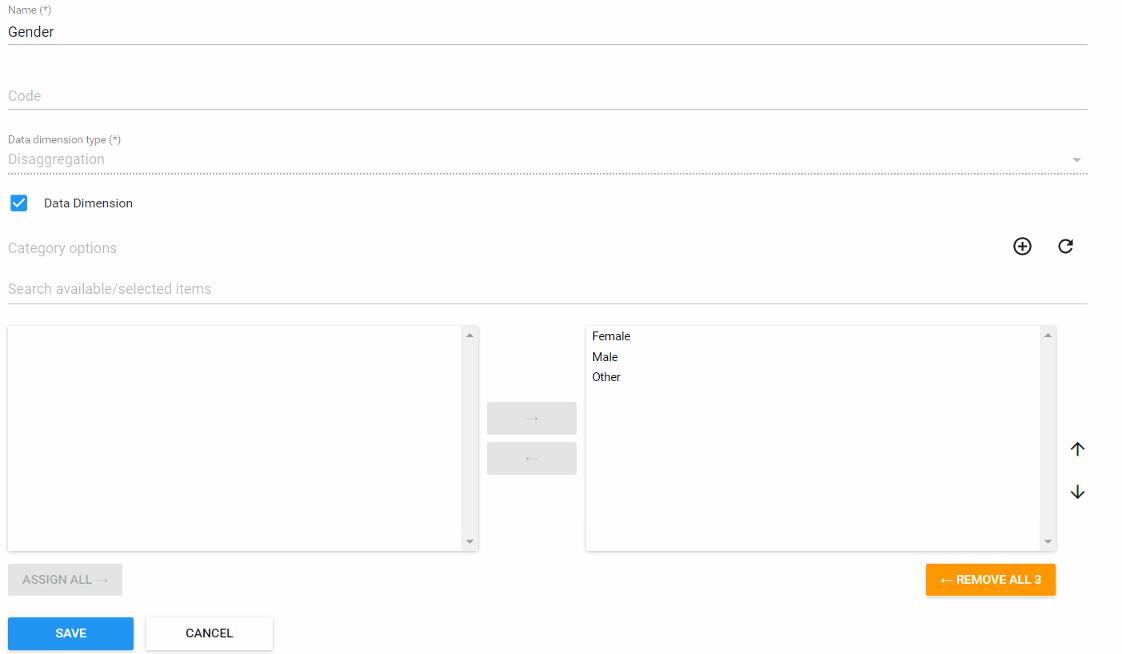 Name (*)
Gender
Code
Data dimension type (*)
Disaggregation
Data Dimension
Category options
Search available/selected items
Female
Male
Other
→
←
ASSIGN ALL →
← REMOVE ALL 3
SAVE
CANCEL